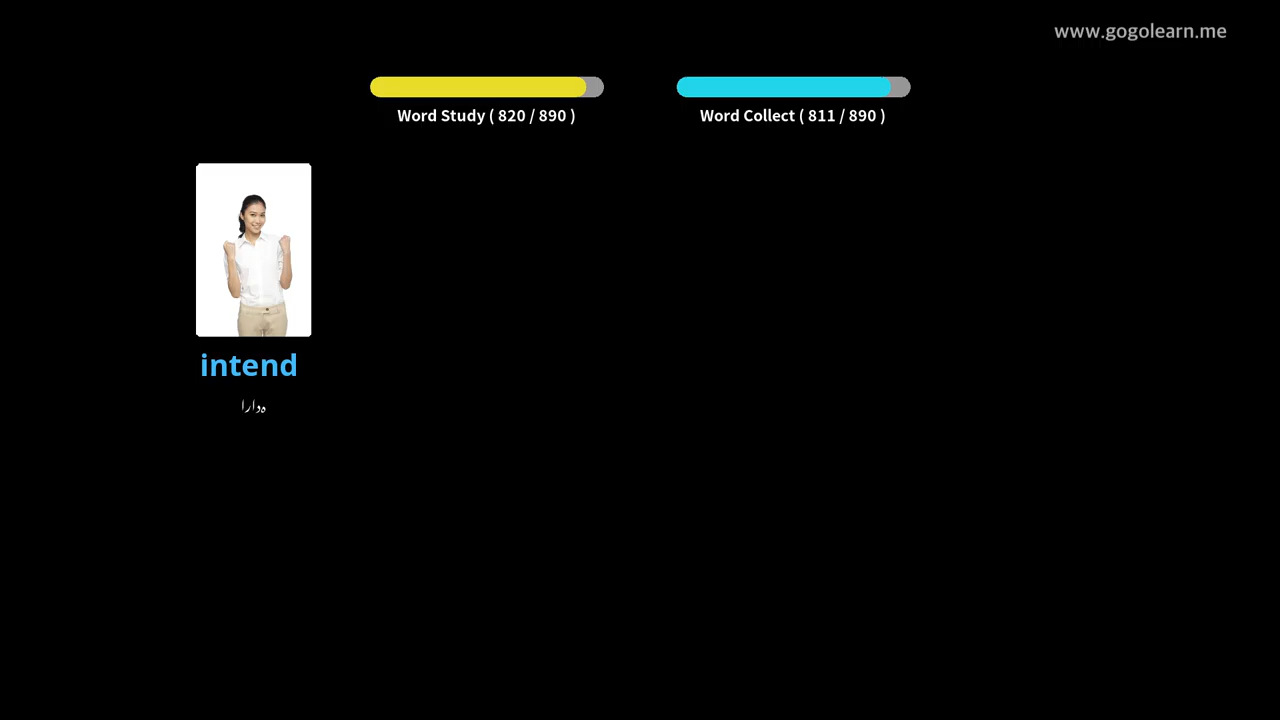 www.gogolearn.me
Word Study ( 820 / 890 )
Word Collect ( 811 / 890 )
intend
ارادہ